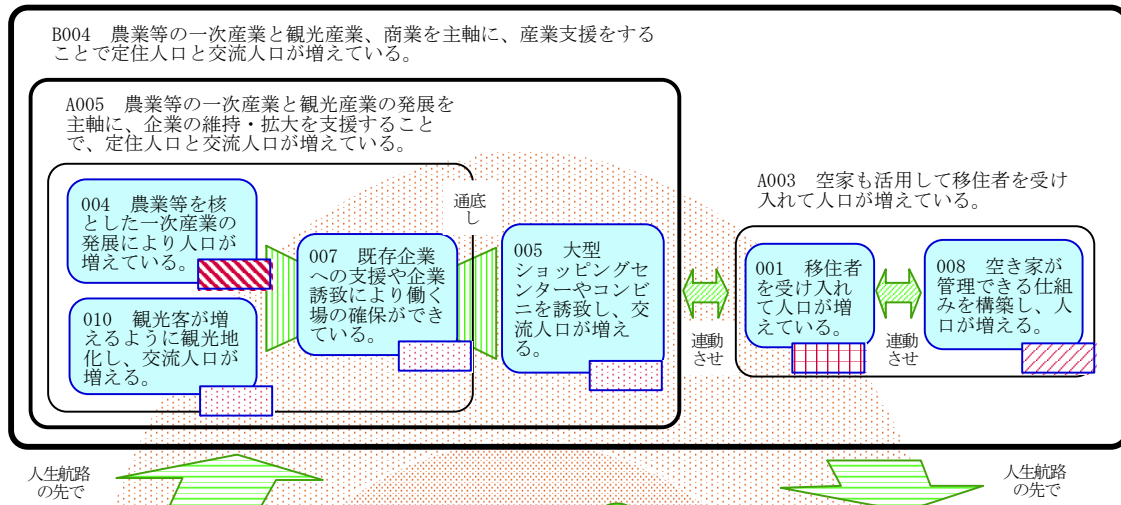 B004　農業等の一次産業と観光産業、商業を主軸に、産業支援をする
ことで定住人口と交流人口が増えている。
A005　農業等の一次産業と観光産業の発展を
主軸に、企業の維持・拡大を支援すること
で、定住人口と交流人口が増えている。
004　農業等を核
とした一次産業の
発展により人口が
増えている。
010　観光客が増
えるように観光地
化し、交流人口が
増える。
007　既存企業
への支援や企業
誘致により働く
場の確保ができ
ている。
通底
し
005　大型
ショッピングセ
ンターやコンビ
ニを誘致し、交
流人口が増え
る。
連動
させ
A003　空家も活用して移住者を受け
入れて人口が増えている。
001　移住者
を受け入れ
て人口が増
えている。
連動
させ
008　空き家が
管理できる仕組
みを構築し、人
口が増える。
人生航路
の先で
人生航路
の先で